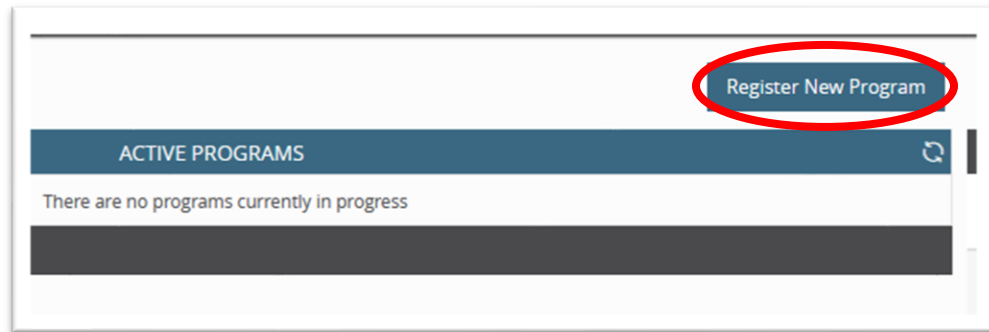 Register New Program
ACTIVE PROGRAMS
There are no programs currently in progress